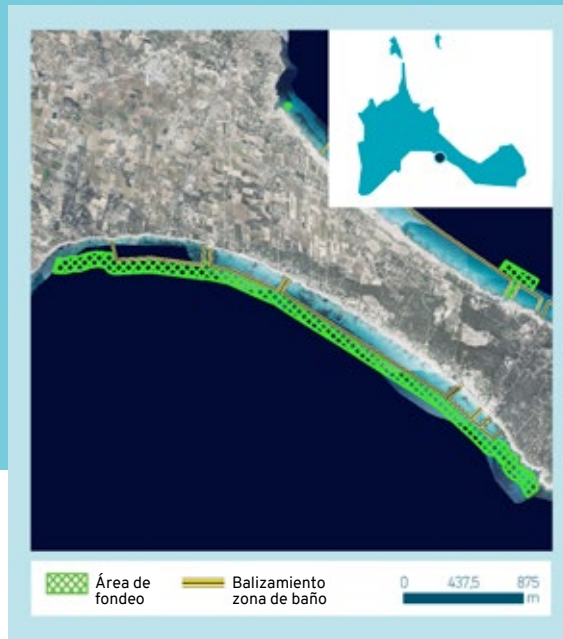 Área de
fondeo
Balizamiento
zona de baño
0 437,5 875
m